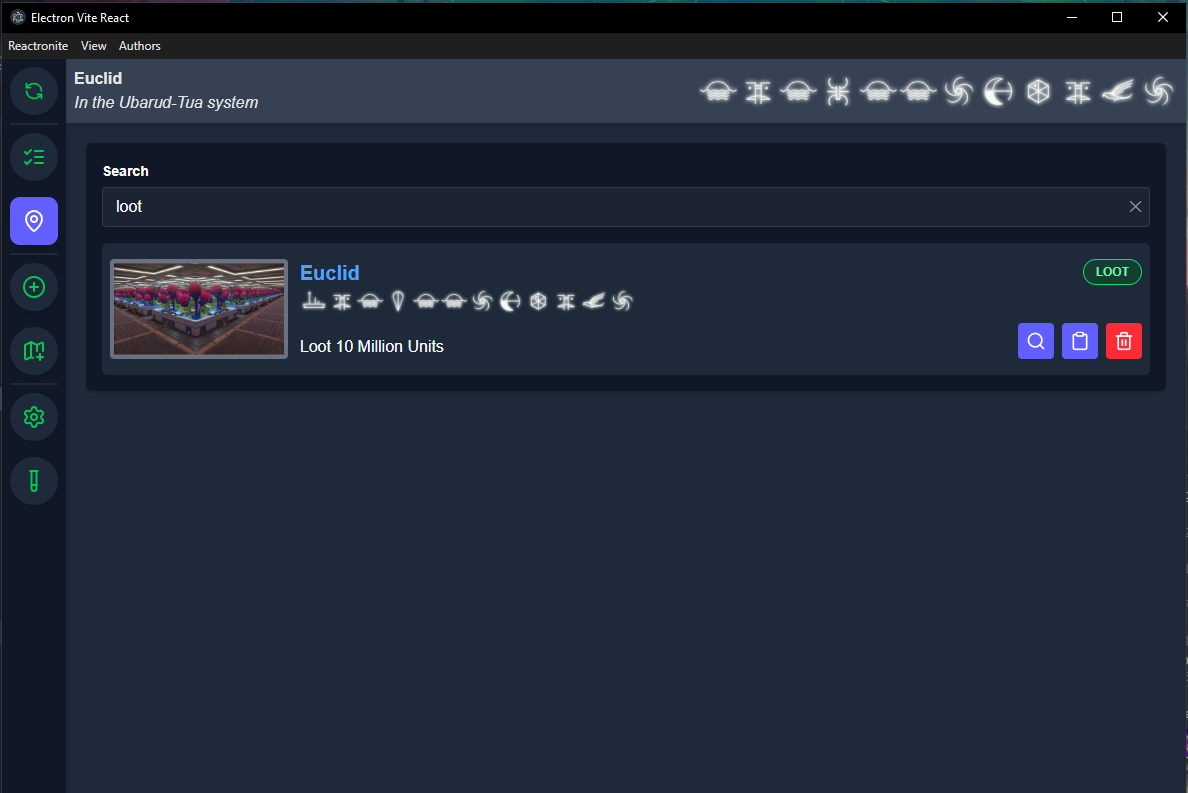 Electron Vite React
Reactronite View Authors
Euclid
In the Ubarud-Tua system
Search
loot
Euclid
LOOT
Loot 10 Million Units